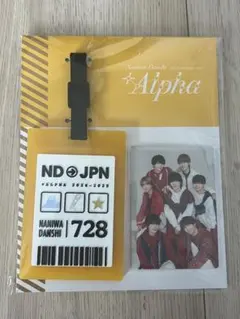 Alpha
ND JPN
+ALPHA 2024-2025
NANIWA
DANSHI
728